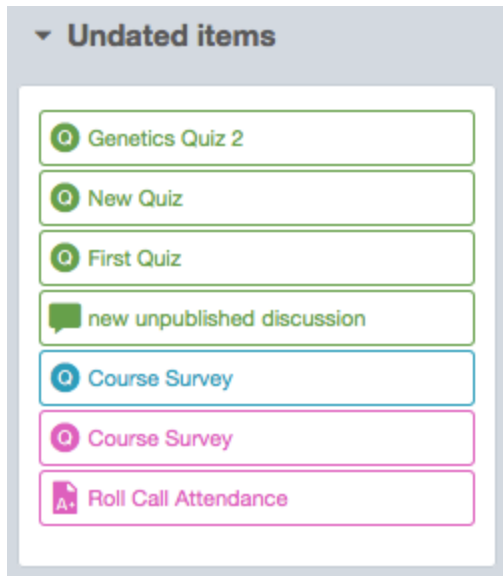 Undated items
Q Genetics Quiz 2
Q New Quiz
Q First Quiz
new unpublished discussion
Q Course Survey
Q Course Survey
A+ Roll Call Attendance